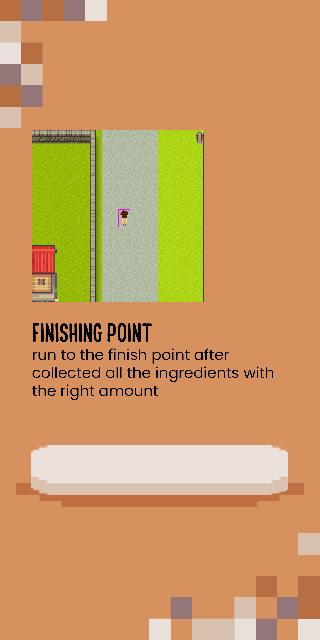 FINISHING POINT
run to the finish point after
collected all the ingredients with
the right amount